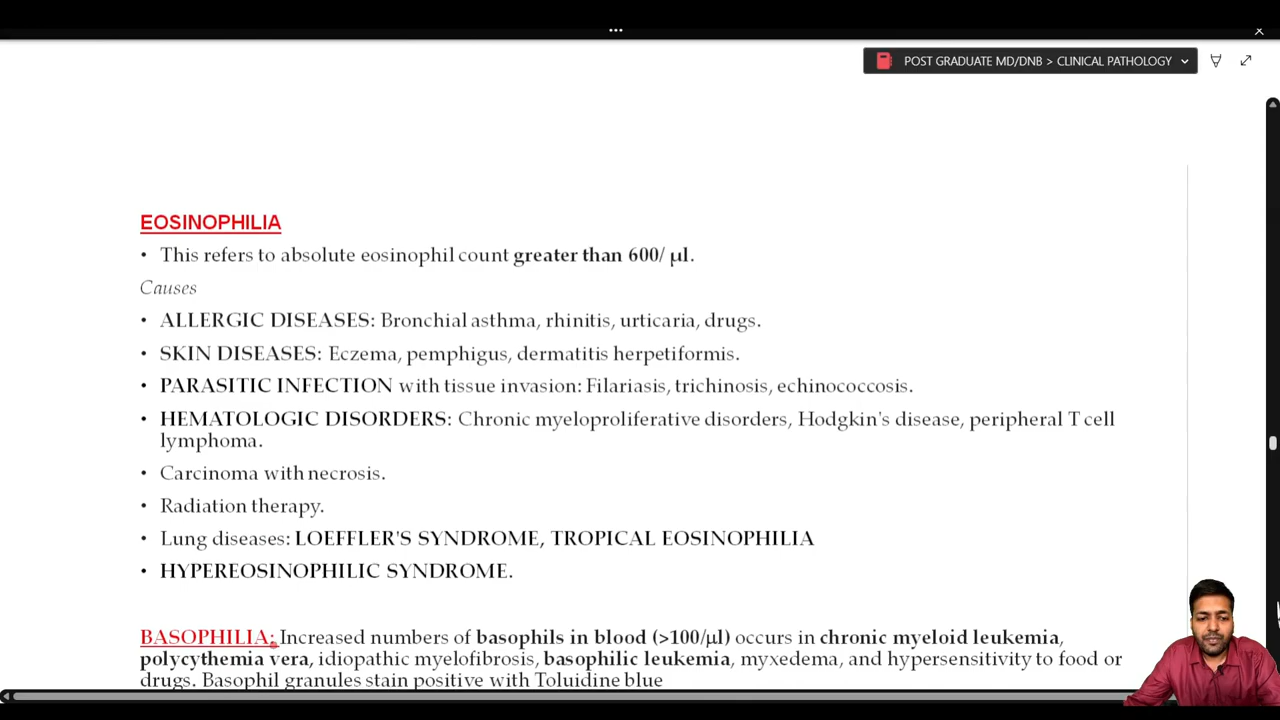 POST GRADUATE MD/DNB > CLINICAL PATHOLOGY
EOSINOPHILIA
• This refers to absolute eosinophil count greater than 600/ μl.
Causes
• ALLERGIC DISEASES: Bronchial asthma, rhinitis, urticaria, drugs.
• SKIN DISEASES: Eczema, pemphigus, dermatitis herpetiformis.
• PARASITIC INFECTION with tissue invasion: Filariasis, trichinosis, echinococcosis.
• HEMATOLOGIC DISORDERS: Chronic myeloproliferative disorders, Hodgkin's disease, peripheral T cell
lymphoma.
• Carcinoma with necrosis.
• Radiation therapy.
• Lung diseases: LOEFFLER'S SYNDROME, TROPICAL EOSINOPHILIA
• HYPEREOSINOPHILIC SYNDROME.
BASOPHILIA: Increased numbers of basophils in blood (>100/μl) occurs in chronic myeloid leukemia,
polycythemia vera, idiopathic myelofibrosis, basophilic leukemia, myxedema, and hypersensitivity to food or
drugs. Basophil granules stain positive with Toluidine blue